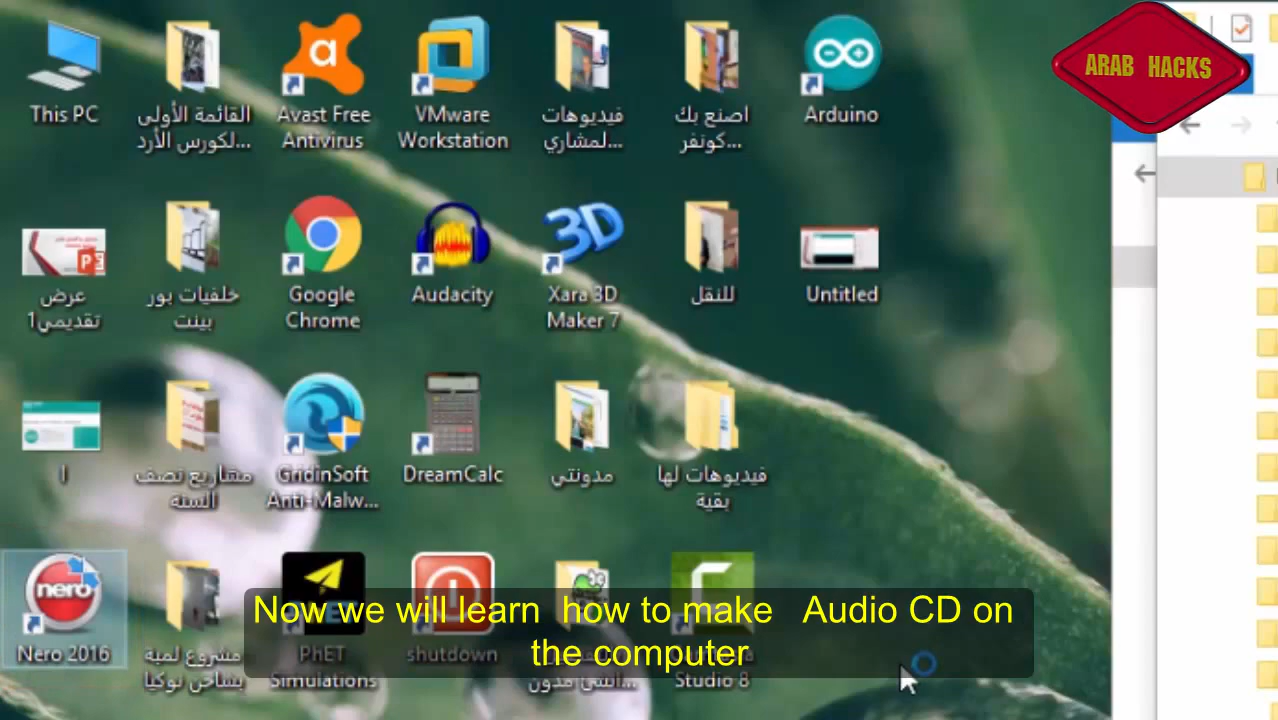 ARAB HACKS
This PC
القائمة الأولى
لكورس الأرد...
Avast Free
Antivirus
VMware
Workstation
فيديوهات
لمشاري...
اصنع بك
كونفر...
Arduino
عرض
تقديمي1
خلفيات بور
بينت
Google
Chrome
Audacity
Xara 3D
Maker 7
للنقل
Untitled
ا
مشاريع نصف
السنة
GridinSoft
Anti-Malw...
DreamCalc
مدونتي
فيديوهات لها
بقية
nero
Nero 2016
مشروع لمبة
بشاحن نوكيا
PhET
Simulations
shutdown
Studio 8
Now we will learn how to make Audio CD on
the computer